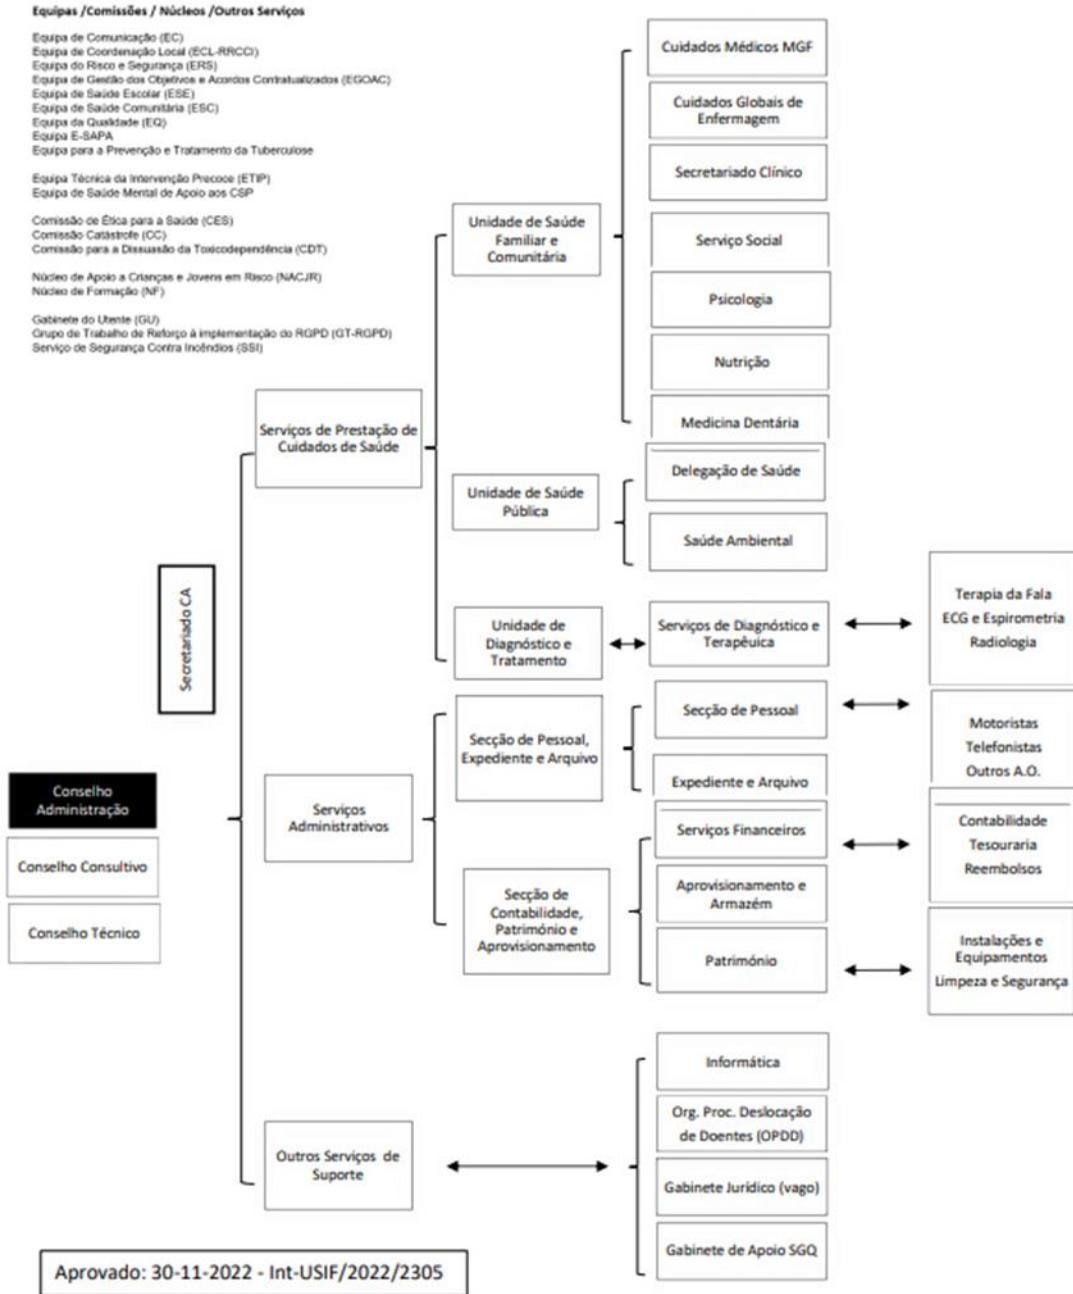 Equipas /Comissões / Núcleos /Outros Serviços
Equipa de Comunicação (EC)
Equipa de Coordenação Local (ECL-RRCCI)
Equipa do Risco e Segurança (ERS)
Equipa de Gestão dos Objetivos e Acordos Contratualizados (EGOAC)
Equipa de Saúde Escolar (ESE)
Equipa de Saúde Comunitária (ESC)
Equipa da Qualidade (EQ)
Equipa E-SAPA
Equipa para a Prevenção e Tratamento da Tuberculose
Equipa Técnica da Intervenção Precoce (ETIP)
Equipa de Saúde Mental de Apoio aos CSP
Comissão de Ética para a Saúde (CES)
Comissão Catástrofe (CC)
Comissão para a Dissuasão da Toxicodependência (CDT)
Núcleo de Apoio a Crianças e Jovens em Risco (NACJR)
Núcleo de Formação (NF)
Gabinete do Utente (GU)
Grupo de Trabalho de Reforço à implementação do RGPD (GT-RGPD)
Serviço de Segurança Contra Incêndios (SSI)
Secretariado CA
Conselho
Administração
Conselho Consultivo
Conselho Técnico
Serviços de Prestação de
Cuidados de Saúde
Unidade de Saúde
Familiar e
Comunitária
Cuidados Médicos MGF
Cuidados Globais de
Enfermagem
Secretariado Clínico
Serviço Social
Psicologia
Nutrição
Medicina Dentária
Unidade de Saúde
Pública
Delegação de Saúde
Saúde Ambiental
Unidade de
Diagnóstico e
Tratamento
Serviços de Diagnóstico e
Terapêuica
Terapia da Fala
ECG e Espirometria
Radiologia
Serviços
Administrativos
Secção de Pessoal,
Expediente e Arquivo
Secção de Pessoal
Motoristas
Telefonistas
Outros A.O.
Expediente e Arquivo
Secção de
Contabilidade,
Património e
Aprovisionamento
Serviços Financeiros
Contabilidade
Tesouraria
Reembolsos
Aprovisionamento e
Armazém
Património
Instalações e
Equipamentos
Limpeza e Segurança
Outros Serviços de
Suporte
Informática
Org. Proc. Deslocação
de Doentes (OPDD)
Gabinete Jurídico (vago)
Gabinete de Apoio SGQ
Aprovado: 30-11-2022 - Int-USIF/2022/2305